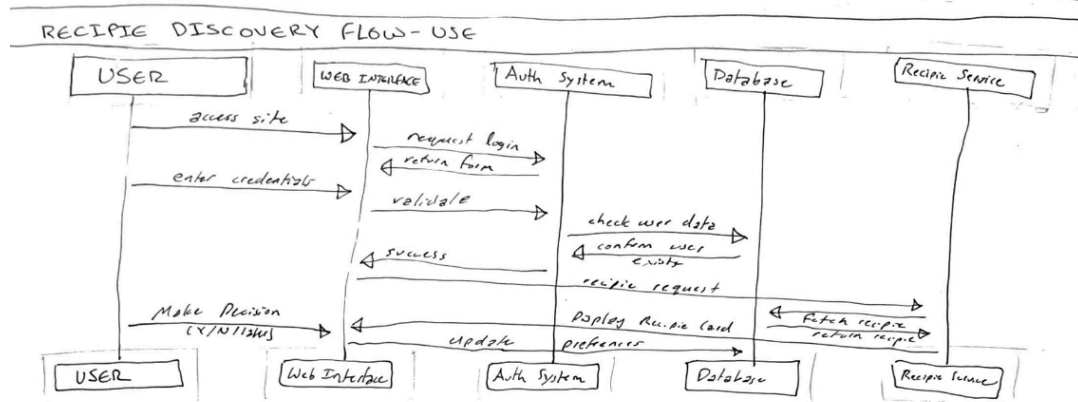 RECIPIE DISCOVERY FLOW - USE
USER
WEB INTERFACE
Auth System
Database
Recipie Service
access site
request login
return form
enter credentials
validate
check user data
confirm user
exists
success
recipie request
Make Decision
(Y/N/later)
Display Recipie Card
fetch recipie
return recipie
update prefrences
USER
Web Interface
Auth System
Database
Recipie Service